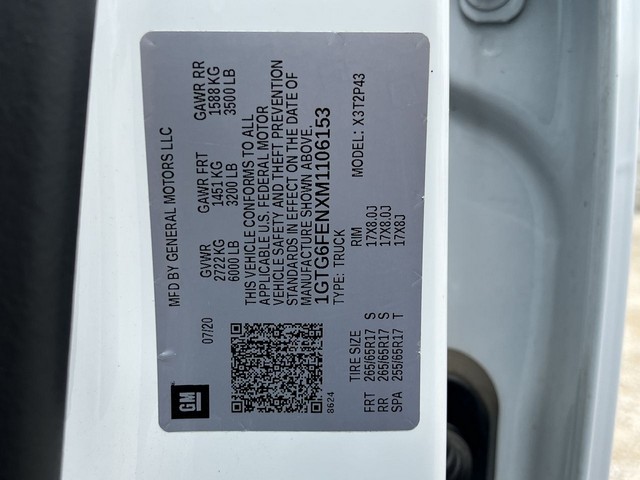 MFD BY GENERAL MOTORS LLC
07/20
GVWR GAWR FRT GAWR RR
2722 KG 1451 KG 1588 KG
6000 LB 3200 LB 3500 LB
THIS VEHICLE CONFORMS TO ALL
APPLICABLE U.S. FEDERAL MOTOR
VEHICLE SAFETY AND THEFT PREVENTION
STANDARDS IN EFFECT ON THE DATE OF
MANUFACTURE SHOWN ABOVE.
1GTG6FENXM1106153
TYPE: TRUCK MODEL: X3T2P43
GM
8624
TIRE SIZE RIM
FRT 265/65R17 S 17X8.0J
RR 265/65R17 S 17X8.0J
SPA 255/65R17 T 17X8J